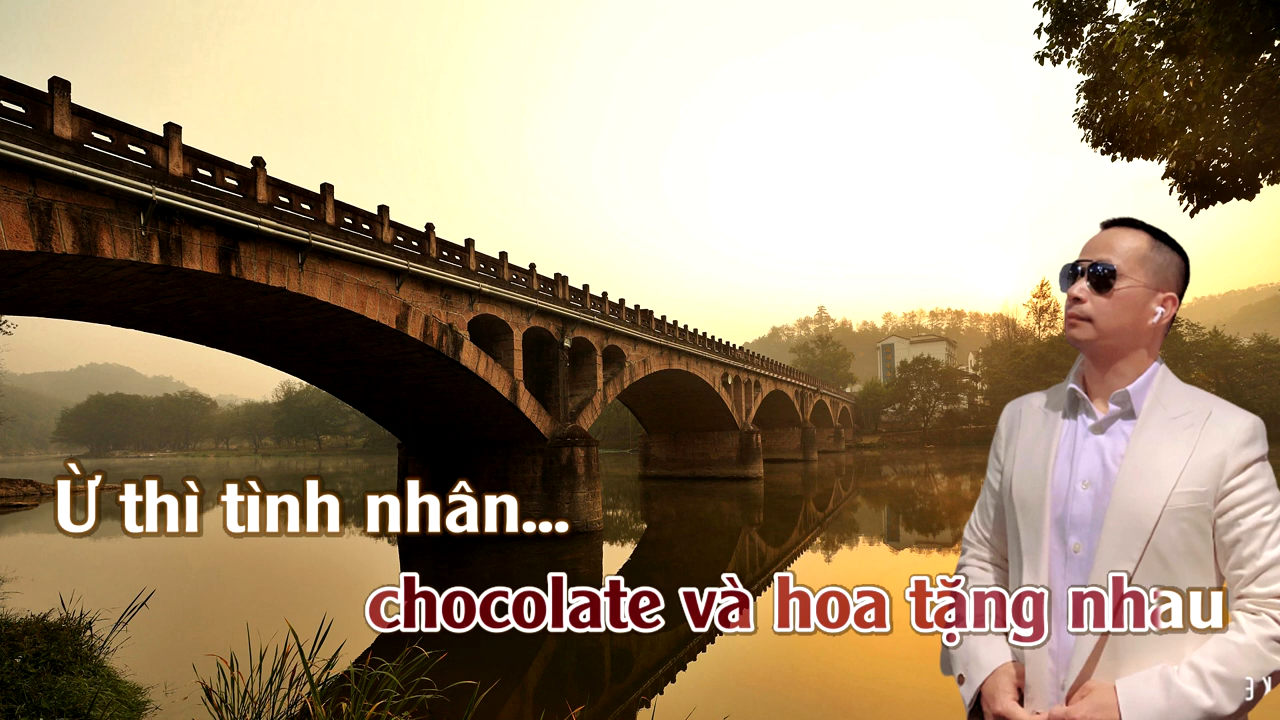 Ừ thì tình nhân...
chocolate và hoa tặng nhau